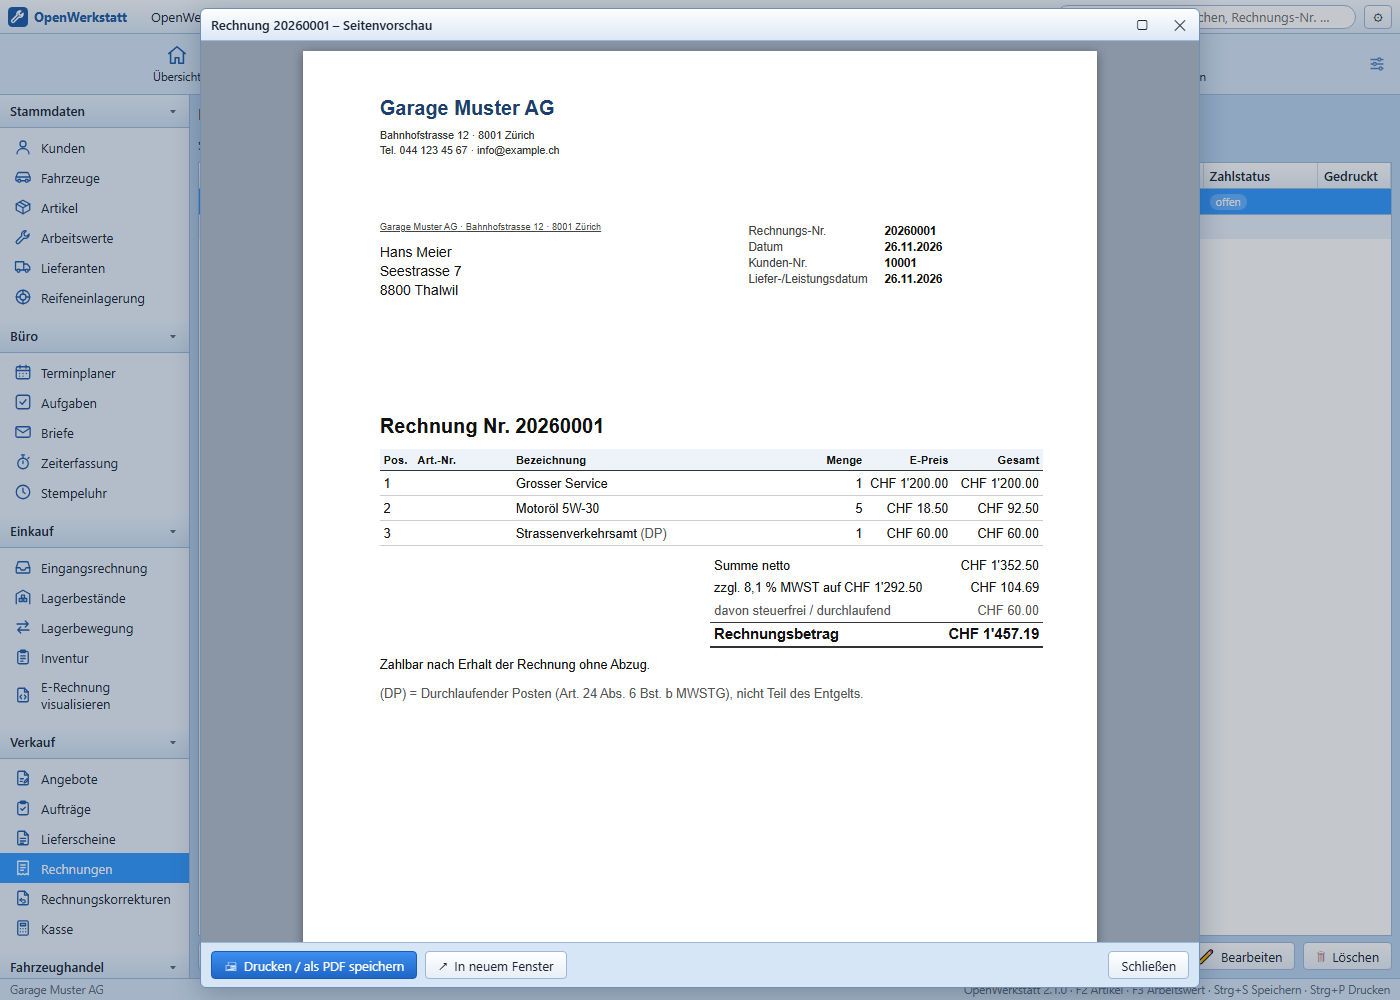 OpenWerkstatt
OpenWe
chen, Rechnungs-Nr. ...
Übersicht
Stammdaten
Kunden
Fahrzeuge
Artikel
Arbeitswerte
Lieferanten
Reifeneinlagerung
Büro
Terminplaner
Aufgaben
Briefe
Zeiterfassung
Stempeluhr
Einkauf
Eingangsrechnung
Lagerbestände
Lagerbewegung
Inventur
E-Rechnung
visualisieren
Verkauf
Angebote
Aufträge
Lieferscheine
Rechnungen
Rechnungskorrekturen
Kasse
Fahrzeughandel
Garage Muster AG
Rechnung 20260001 – Seitenvorschau
Garage Muster AG
Bahnhofstrasse 12 · 8001 Zürich
Tel. 044 123 45 67 · info@example.ch
Garage Muster AG · Bahnhofstrasse 12 · 8001 Zürich
Hans Meier
Seestrasse 7
8800 Thalwil
Rechnungs-Nr. 20260001
Datum 26.11.2026
Kunden-Nr. 10001
Liefer-/Leistungsdatum 26.11.2026
Rechnung Nr. 20260001
Pos. Art.-Nr. Bezeichnung Menge E-Preis Gesamt
1 Grosser Service 1 CHF 1'200.00 CHF 1'200.00
2 Motoröl 5W-30 5 CHF 18.50 CHF 92.50
3 Strassenverkehrsamt (DP) 1 CHF 60.00 CHF 60.00
Summe netto CHF 1'352.50
zzgl. 8,1 % MWST auf CHF 1'292.50 CHF 104.69
davon steuerfrei / durchlaufend CHF 60.00
Rechnungsbetrag CHF 1'457.19
Zahlbar nach Erhalt der Rechnung ohne Abzug.
(DP) = Durchlaufender Posten (Art. 24 Abs. 6 Bst. b MWSTG), nicht Teil des Entgelts.
Drucken / als PDF speichern
In neuem Fenster
Schließen
Zahlstatus Gedruckt
offen
Bearbeiten
Löschen
OpenWerkstatt 2.1.0 · F2 Artikel · F3 Arbeitswert · Strg+S Speichern · Strg+P Drucken